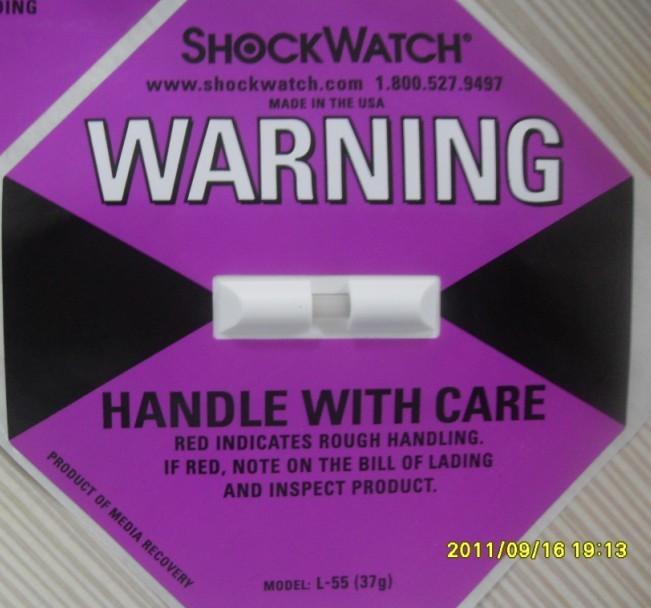 ING
SHOCKWATCH®
www.shockwatch.com 1.800.527.9497
MADE IN THE USA
WARNING
HANDLE WITH CARE
RED INDICATES ROUGH HANDLING.
IF RED, NOTE ON THE BILL OF LADING
AND INSPECT PRODUCT.
PRODUCT OF MEDIA RECOVERY
MODEL: L-55 (37g)
2011/09/16 19:13